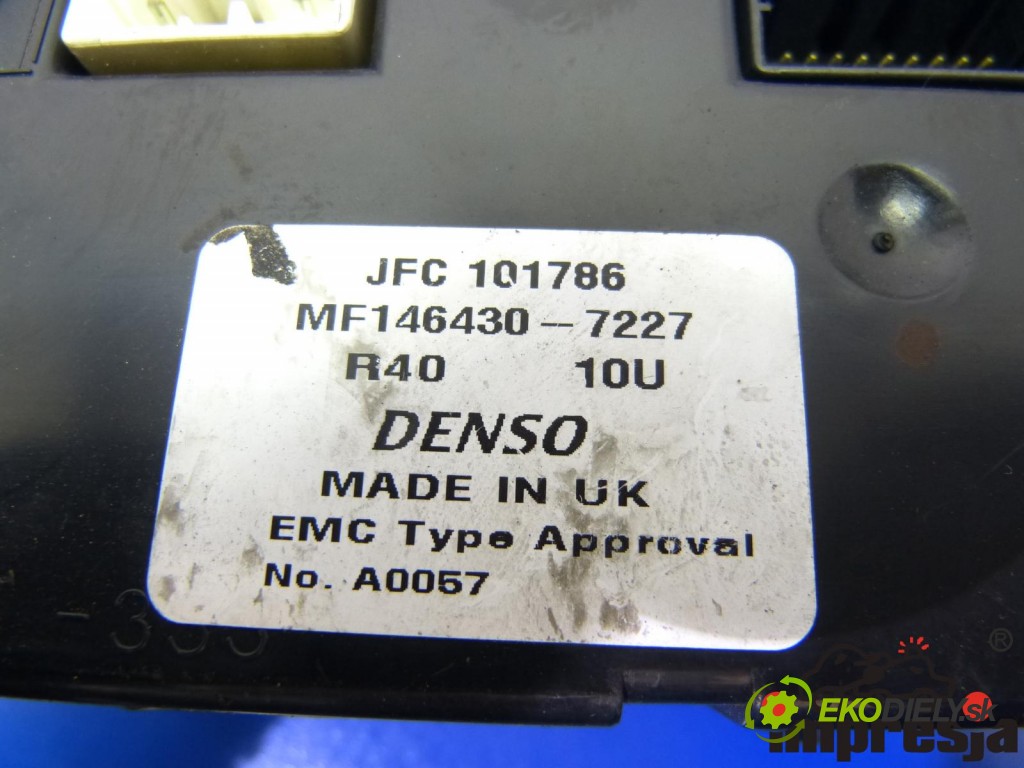 JFC 101786
MF146430-7227
R40 10U
DENSO
MADE IN UK
EMC Type Approval
No. A0057
®
EKODIELY.sk
impresja